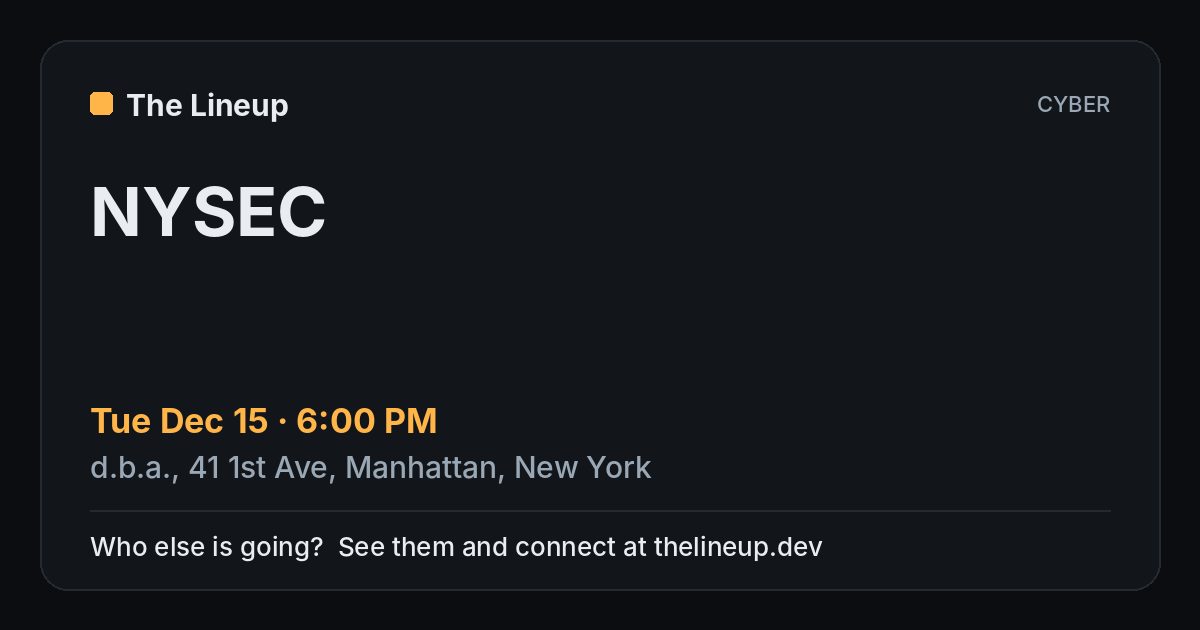 The Lineup
CYBER
NYSEC
Tue Dec 15 · 6:00 PM
d.b.a., 41 1st Ave, Manhattan, New York
Who else is going? See them and connect at thelineup.dev